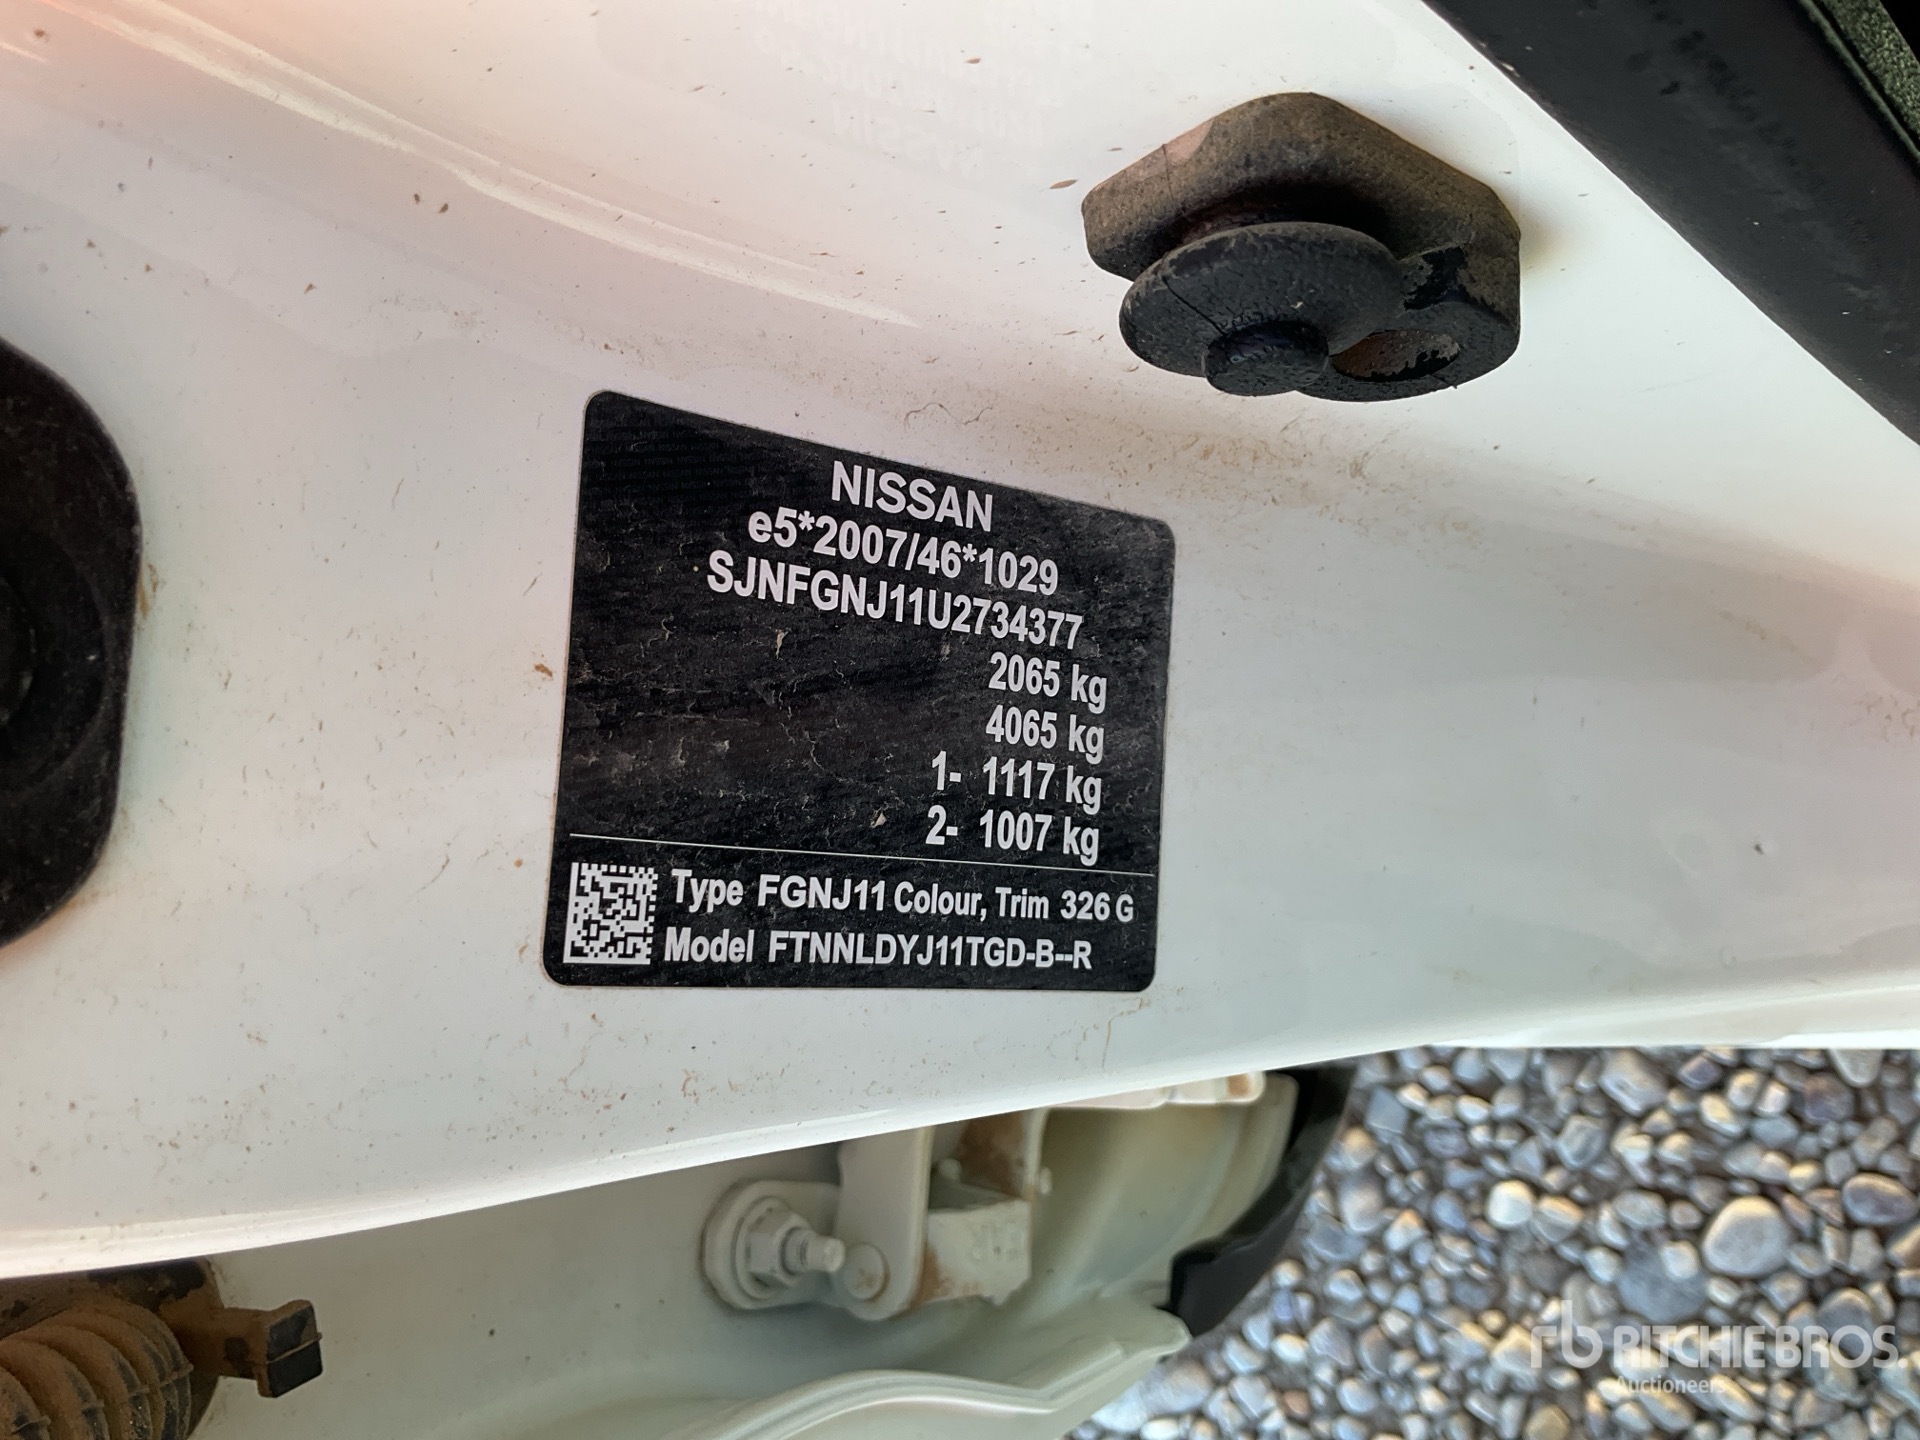 NISSAN
e5*2007/46*1029
SJNFGNJ11U2734377
2065 kg
4065 kg
1- 1117 kg
2- 1007 kg
Type FGNJ11 Colour, Trim 326 G
Model FTNNLDYJ11TGD-B--R
rb RITCHIE BROS.
Auctioneers